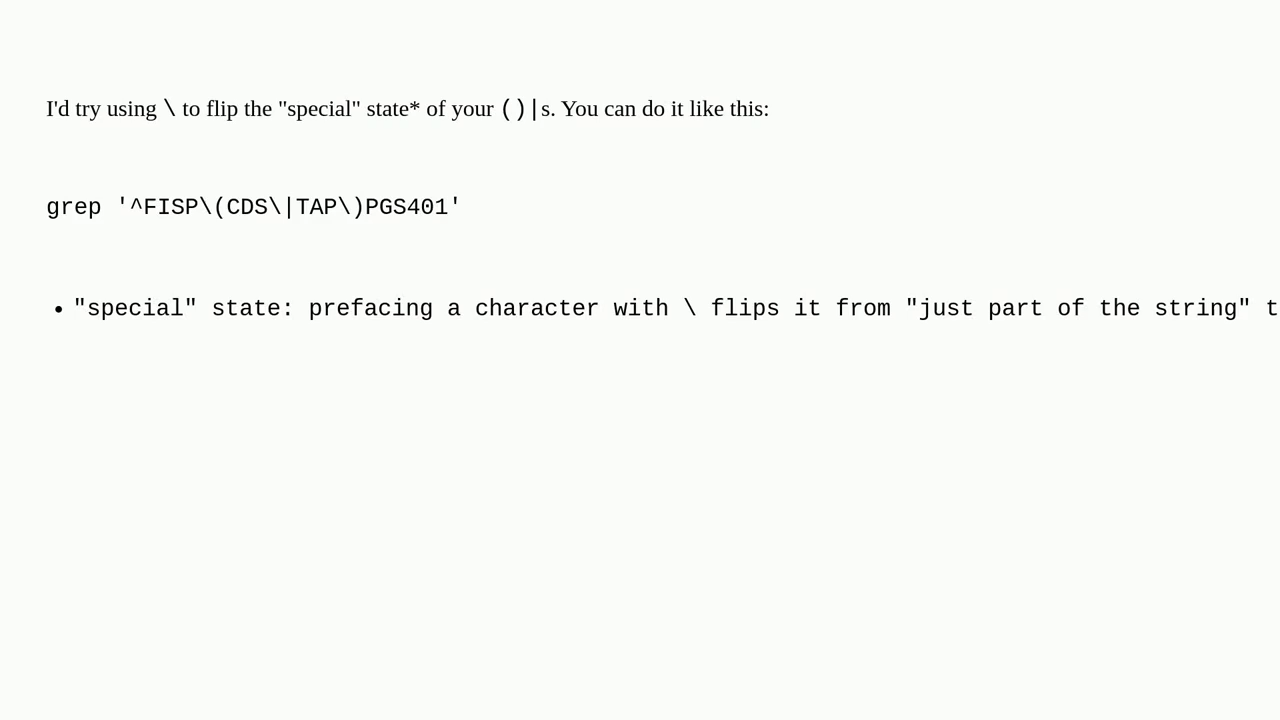 I'd try using \ to flip the "special" state* of your ()|s. You can do it like this:
grep '^FISP\(CDS\|TAP\)PGS401'
• "special" state: prefacing a character with \ flips it from "just part of the string"